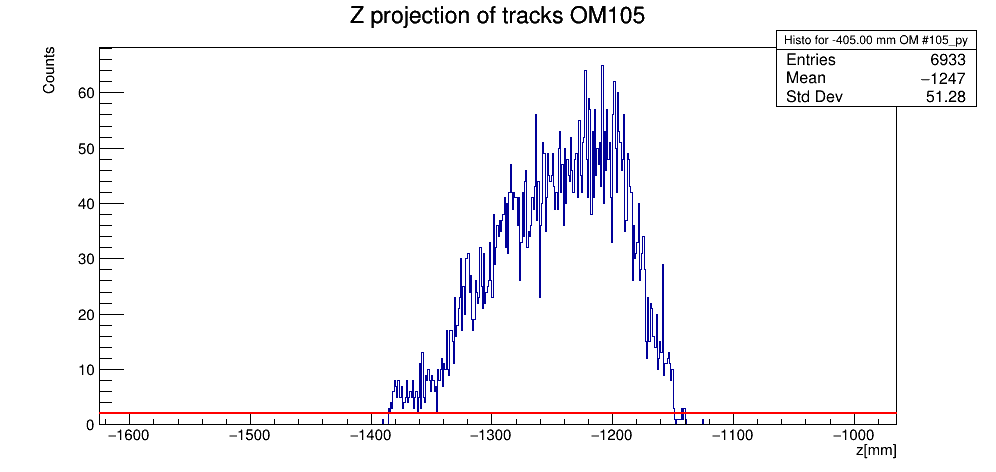 Z projection of tracks OM105
Histo for -405.00 mm OM #105_py
Entries 6933
Mean −1247
Std Dev 51.28
Counts
60
50
40
30
20
10
0
−1600 −1500 −1400 −1300 −1200 −1100 −1000
z[mm]